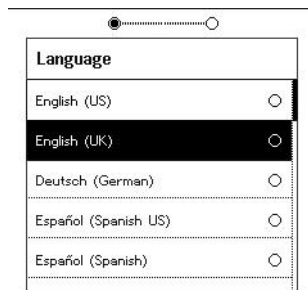 Language
English (US)
English (UK)
Deutsch (German)
Español (Spanish US)
Español (Spanish)